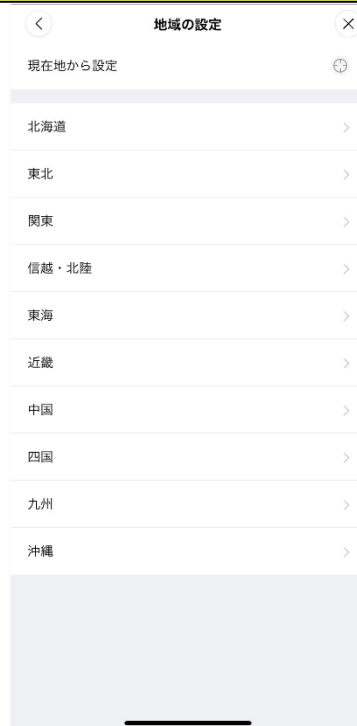 地域の設定
現在地から設定
北海道
東北
関東
信越・北陸
東海
近畿
中国
四国
九州
沖縄